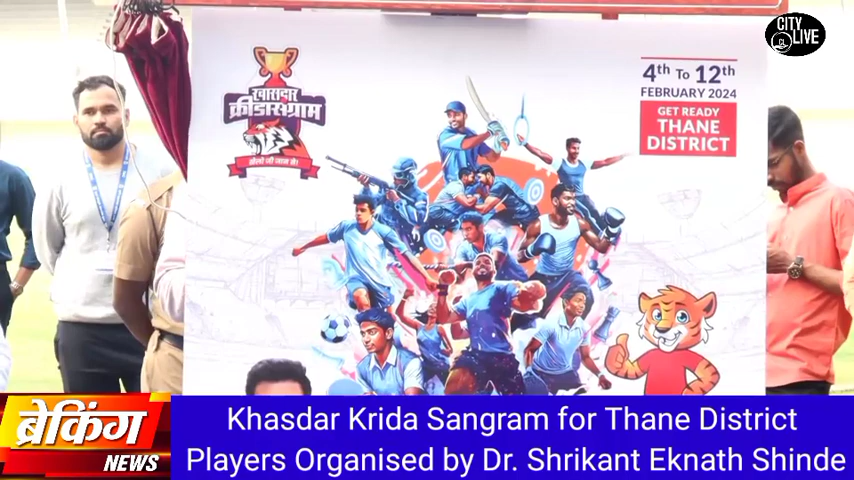 CITY
LIVE
4th To 12th
FEBRUARY 2024
GET READY
THANE
DISTRICT
खासदार
क्रीडासंग्राम
खेलो जी जान से!
ब्रेकिंग
NEWS
Khasdar Krida Sangram for Thane District
Players Organised by Dr. Shrikant Eknath Shinde